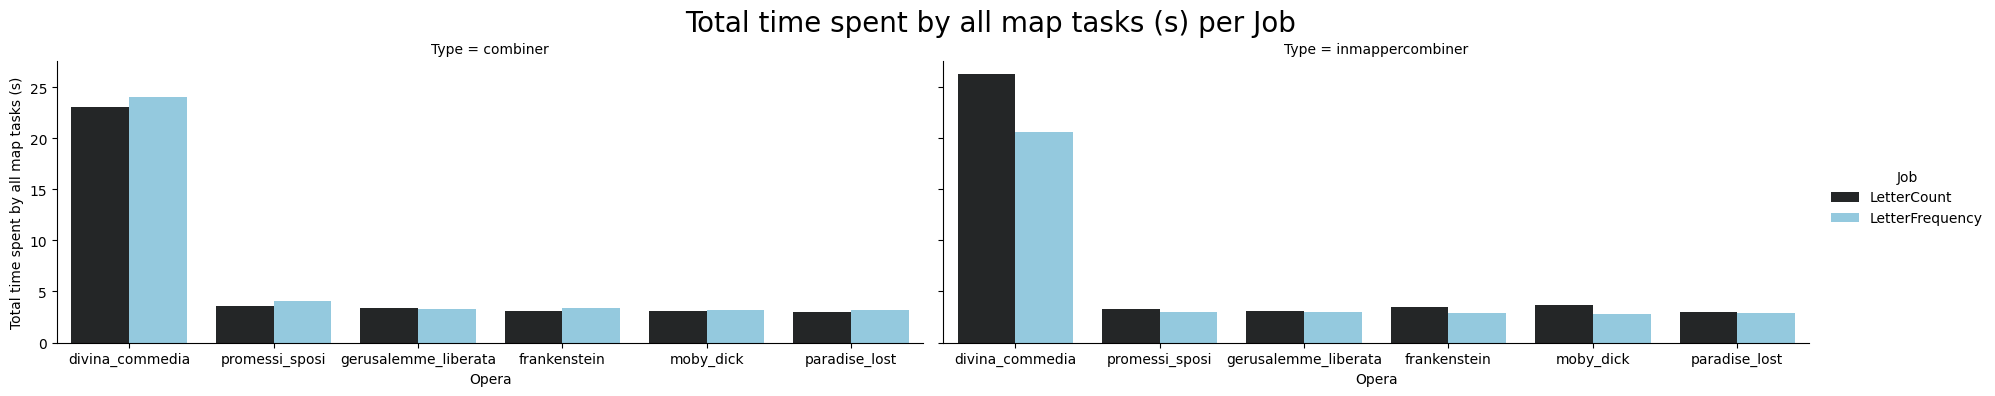 Total time spent by all map tasks (s) per Job
Type = combiner
Total time spent by all map tasks (s)
25
20
15
10
5
0
divina_commedia promessi_sposi gerusalemme_liberata frankenstein moby_dick paradise_lost
Opera
Type = inmappercombiner
divina_commedia promessi_sposi gerusalemme_liberata frankenstein moby_dick paradise_lost
Opera
Job
LetterCount
LetterFrequency